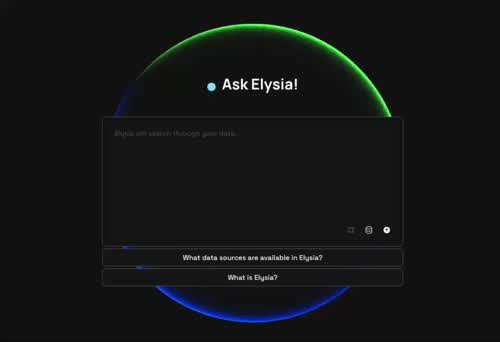 Ask Elysia!
Elysia will search through your data...
What data sources are available in Elysia?
What is Elysia?